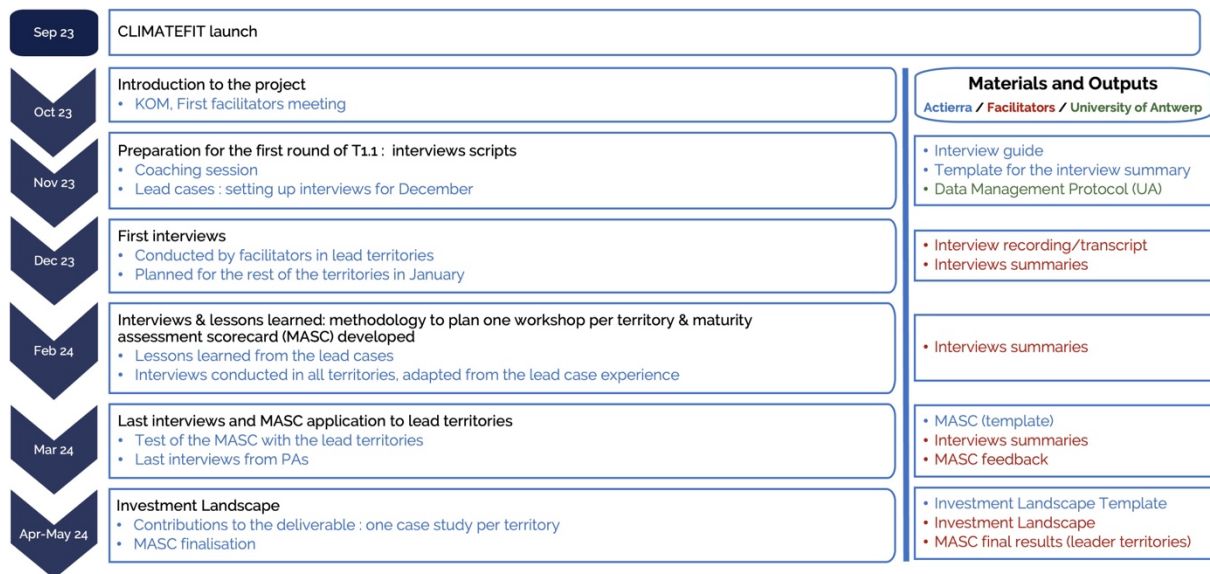 Sep 23
CLIMATEFIT launch
Oct 23
Introduction to the project
• KOM, First facilitators meeting
Materials and Outputs
Actierra / Facilitators / University of Antwerp
Nov 23
Preparation for the first round of T1.1 : interviews scripts
• Coaching session
• Lead cases : setting up interviews for December
• Interview guide
• Template for the interview summary
• Data Management Protocol (UA)
Dec 23
First interviews
• Conducted by facilitators in lead territories
• Planned for the rest of the territories in January
• Interview recording/transcript
• Interviews summaries
Feb 24
Interviews & lessons learned: methodology to plan one workshop per territory & maturity
assessment scorecard (MASC) developed
• Lessons learned from the lead cases
• Interviews conducted in all territories, adapted from the lead case experience
• Interviews summaries
Mar 24
Last interviews and MASC application to lead territories
• Test of the MASC with the lead territories
• Last interviews from PAs
• MASC (template)
• Interviews summaries
• MASC feedback
Apr-May 24
Investment Landscape
• Contributions to the deliverable : one case study per territory
• MASC finalisation
• Investment Landscape Template
• Investment Landscape
• MASC final results (leader territories)